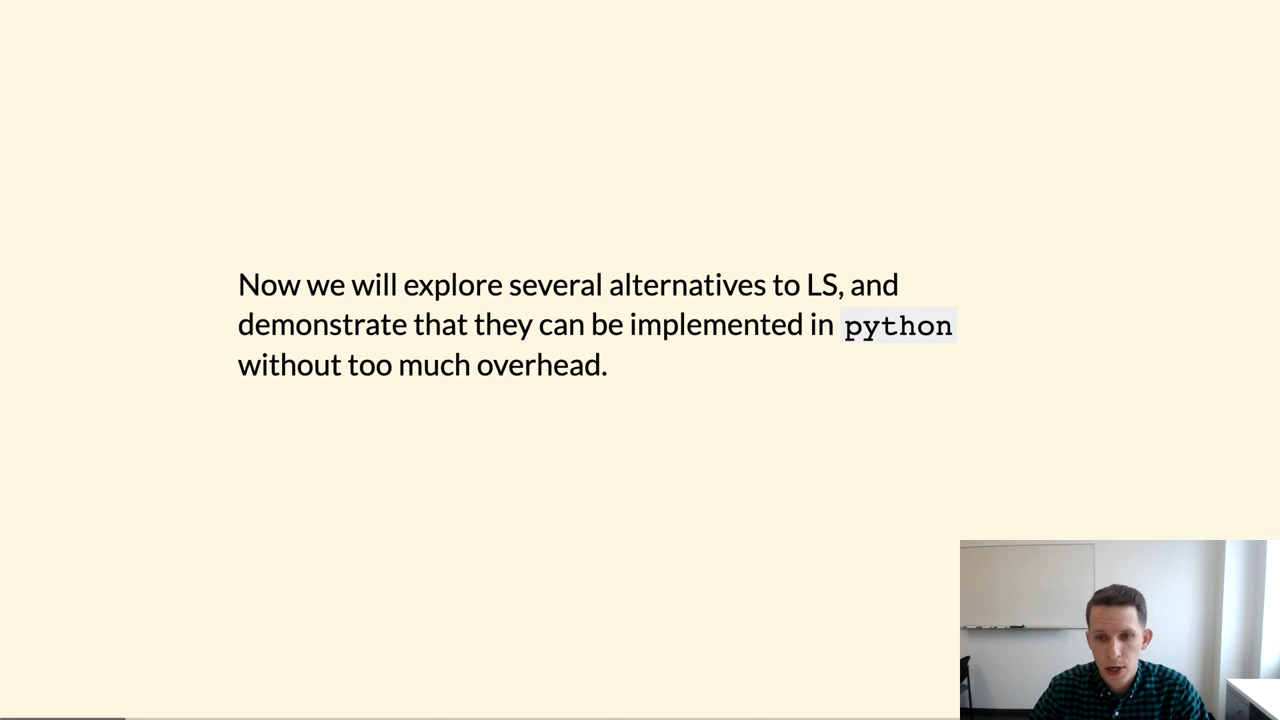 Now we will explore several alternatives to LS, and
demonstrate that they can be implemented in python
without too much overhead.